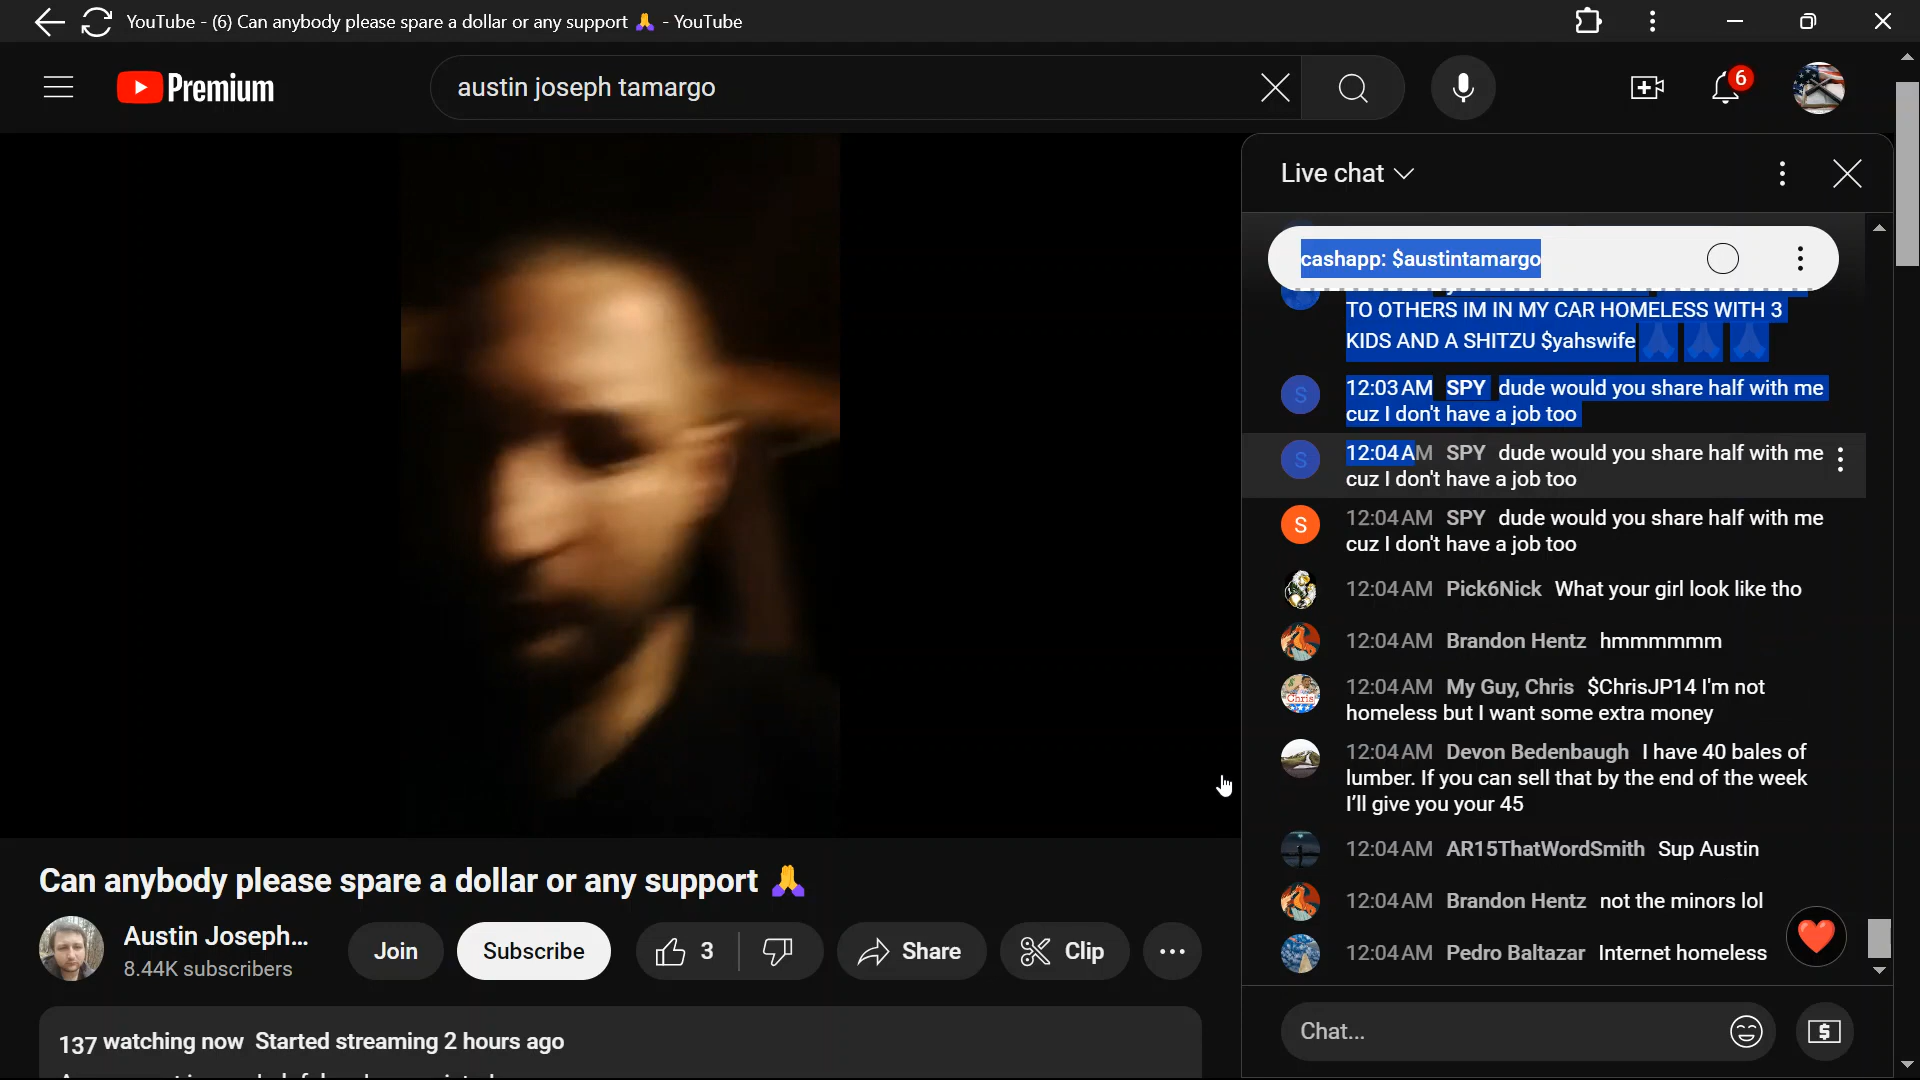 YouTube - (6) Can anybody please spare a dollar or any support 🙏 - YouTube
Premium
austin joseph tamargo
6
Live chat
cashapp: $austintamargo
TO OTHERS IM IN MY CAR HOMELESS WITH 3
KIDS AND A SHITZU $yahswife🙏🙏🙏
12:03 AM SPY dude would you share half with me
cuz I don't have a job too
12:04 AM SPY dude would you share half with me
cuz I don't have a job too
12:04 AM SPY dude would you share half with me
cuz I don't have a job too
12:04 AM Pick6Nick What your girl look like tho
12:04 AM Brandon Hentz hmmmmmm
12:04 AM My Guy, Chris $ChrisJP14 I'm not
homeless but I want some extra money
12:04 AM Devon Bedenbaugh I have 40 bales of
lumber. If you can sell that by the end of the week
I'll give you your 45
12:04 AM AR15ThatWordSmith Sup Austin
12:04 AM Brandon Hentz not the minors lol
12:04 AM Pedro Baltazar Internet homeless
Chat...
Can anybody please spare a dollar or any support 🙏
Austin Joseph...
8.44K subscribers
Join
Subscribe
3
Share
Clip
137 watching now Started streaming 2 hours ago